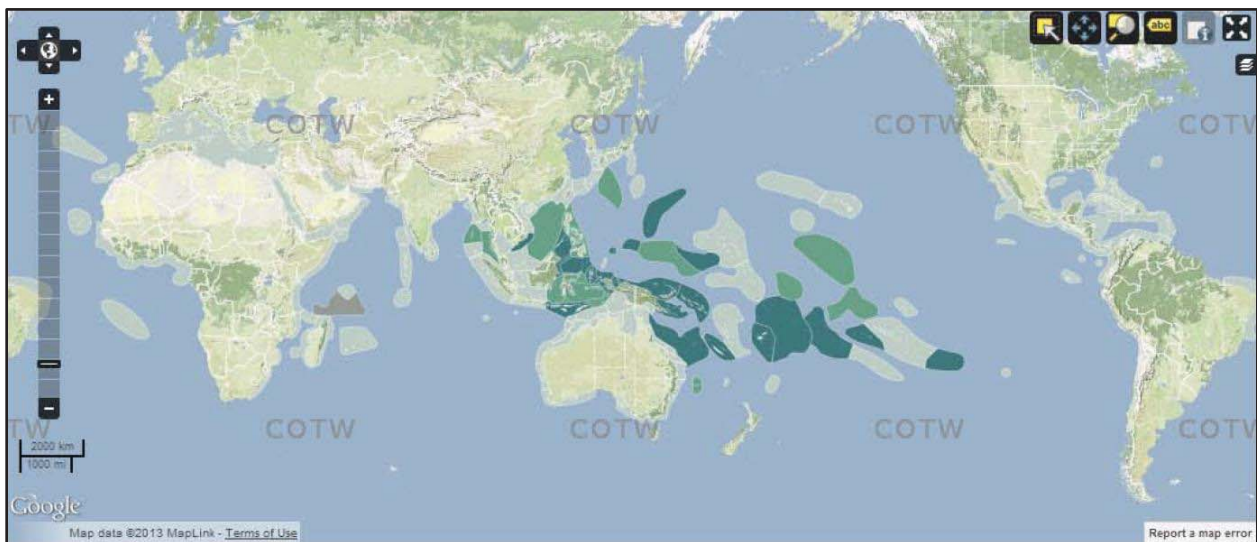 abc
TW COTW COTW COTW COTW
TW COTW COTW COTW COTW
2000 km
1000 mi
Google
Map data ©2013 MapLink - Terms of Use
Report a map error